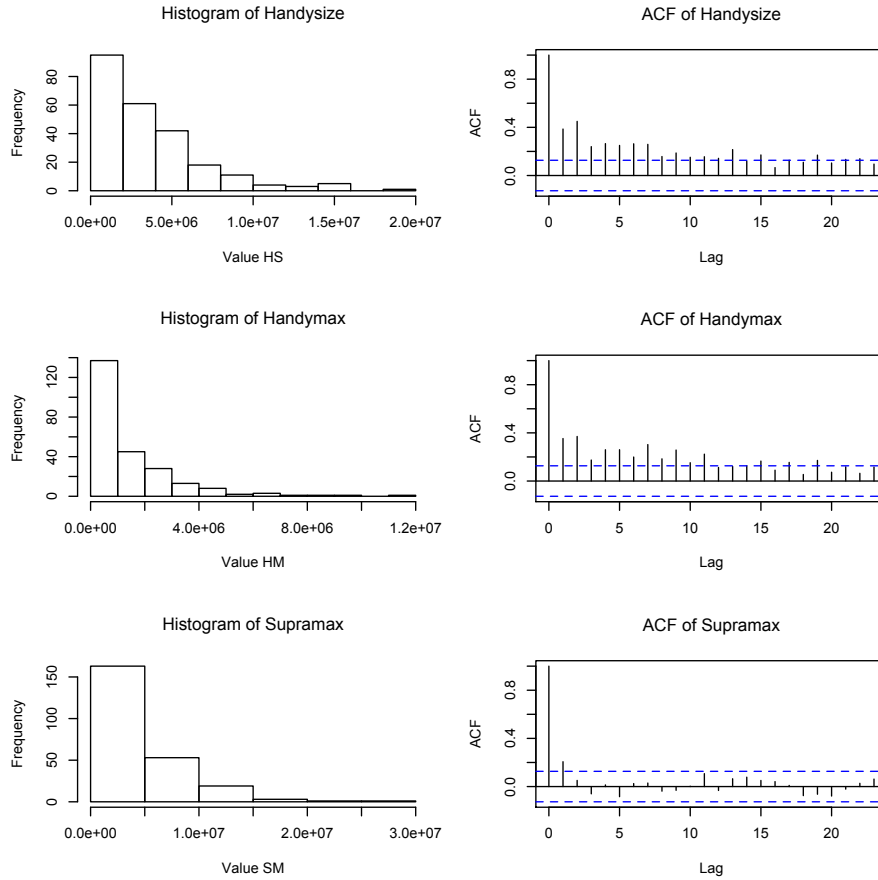 Histogram of Handysize
Frequency
0 20 40 60 80
0.0e+00 5.0e+06 1.0e+07 1.5e+07 2.0e+07
Value HS
ACF of Handysize
ACF
0.0 0.4 0.8
0 5 10 15 20
Lag
Histogram of Handymax
Frequency
0 40 80 120
0.0e+00 4.0e+06 8.0e+06 1.2e+07
Value HM
ACF of Handymax
ACF
0.0 0.4 0.8
0 5 10 15 20
Lag
Histogram of Supramax
Frequency
0 50 100 150
0.0e+00 1.0e+07 3.0e+07
Value SM
ACF of Supramax
ACF
0.0 0.4 0.8
0 5 10 15 20
Lag